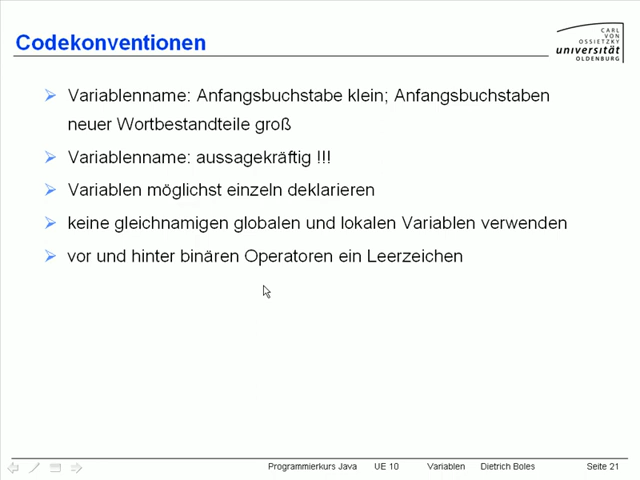 Codekonventionen
CARL
VON
OSSIETZKY
universität
OLDENBURG
Variablenname: Anfangsbuchstabe klein; Anfangsbuchstaben
neuer Wortbestandteile groß
Variablenname: aussagekräftig !!!
Variablen möglichst einzeln deklarieren
keine gleichnamigen globalen und lokalen Variablen verwenden
vor und hinter binären Operatoren ein Leerzeichen
Programmierkurs Java UE 10 Variablen Dietrich Boles Seite 21